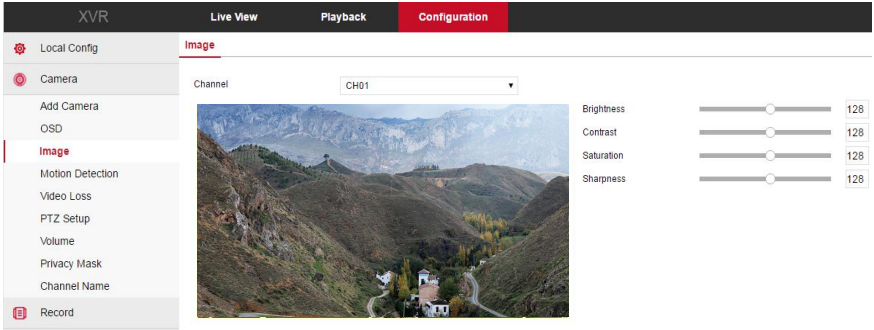 XVR Live View Playback Configuration
Local Config
Camera
Add Camera
OSD
Image
Motion Detection
Video Loss
PTZ Setup
Volume
Privacy Mask
Channel Name
Record
Image
Channel CH01
Brightness 128
Contrast 128
Saturation 128
Sharpness 128